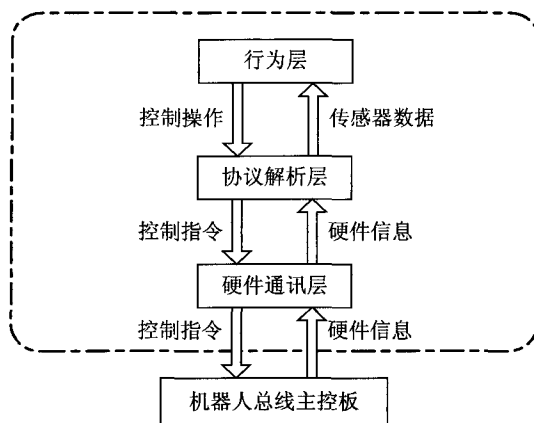 行为层
控制操作
传感器数据
协议解析层
控制指令
硬件信息
硬件通讯层
控制指令
硬件信息
机器人总线主控板